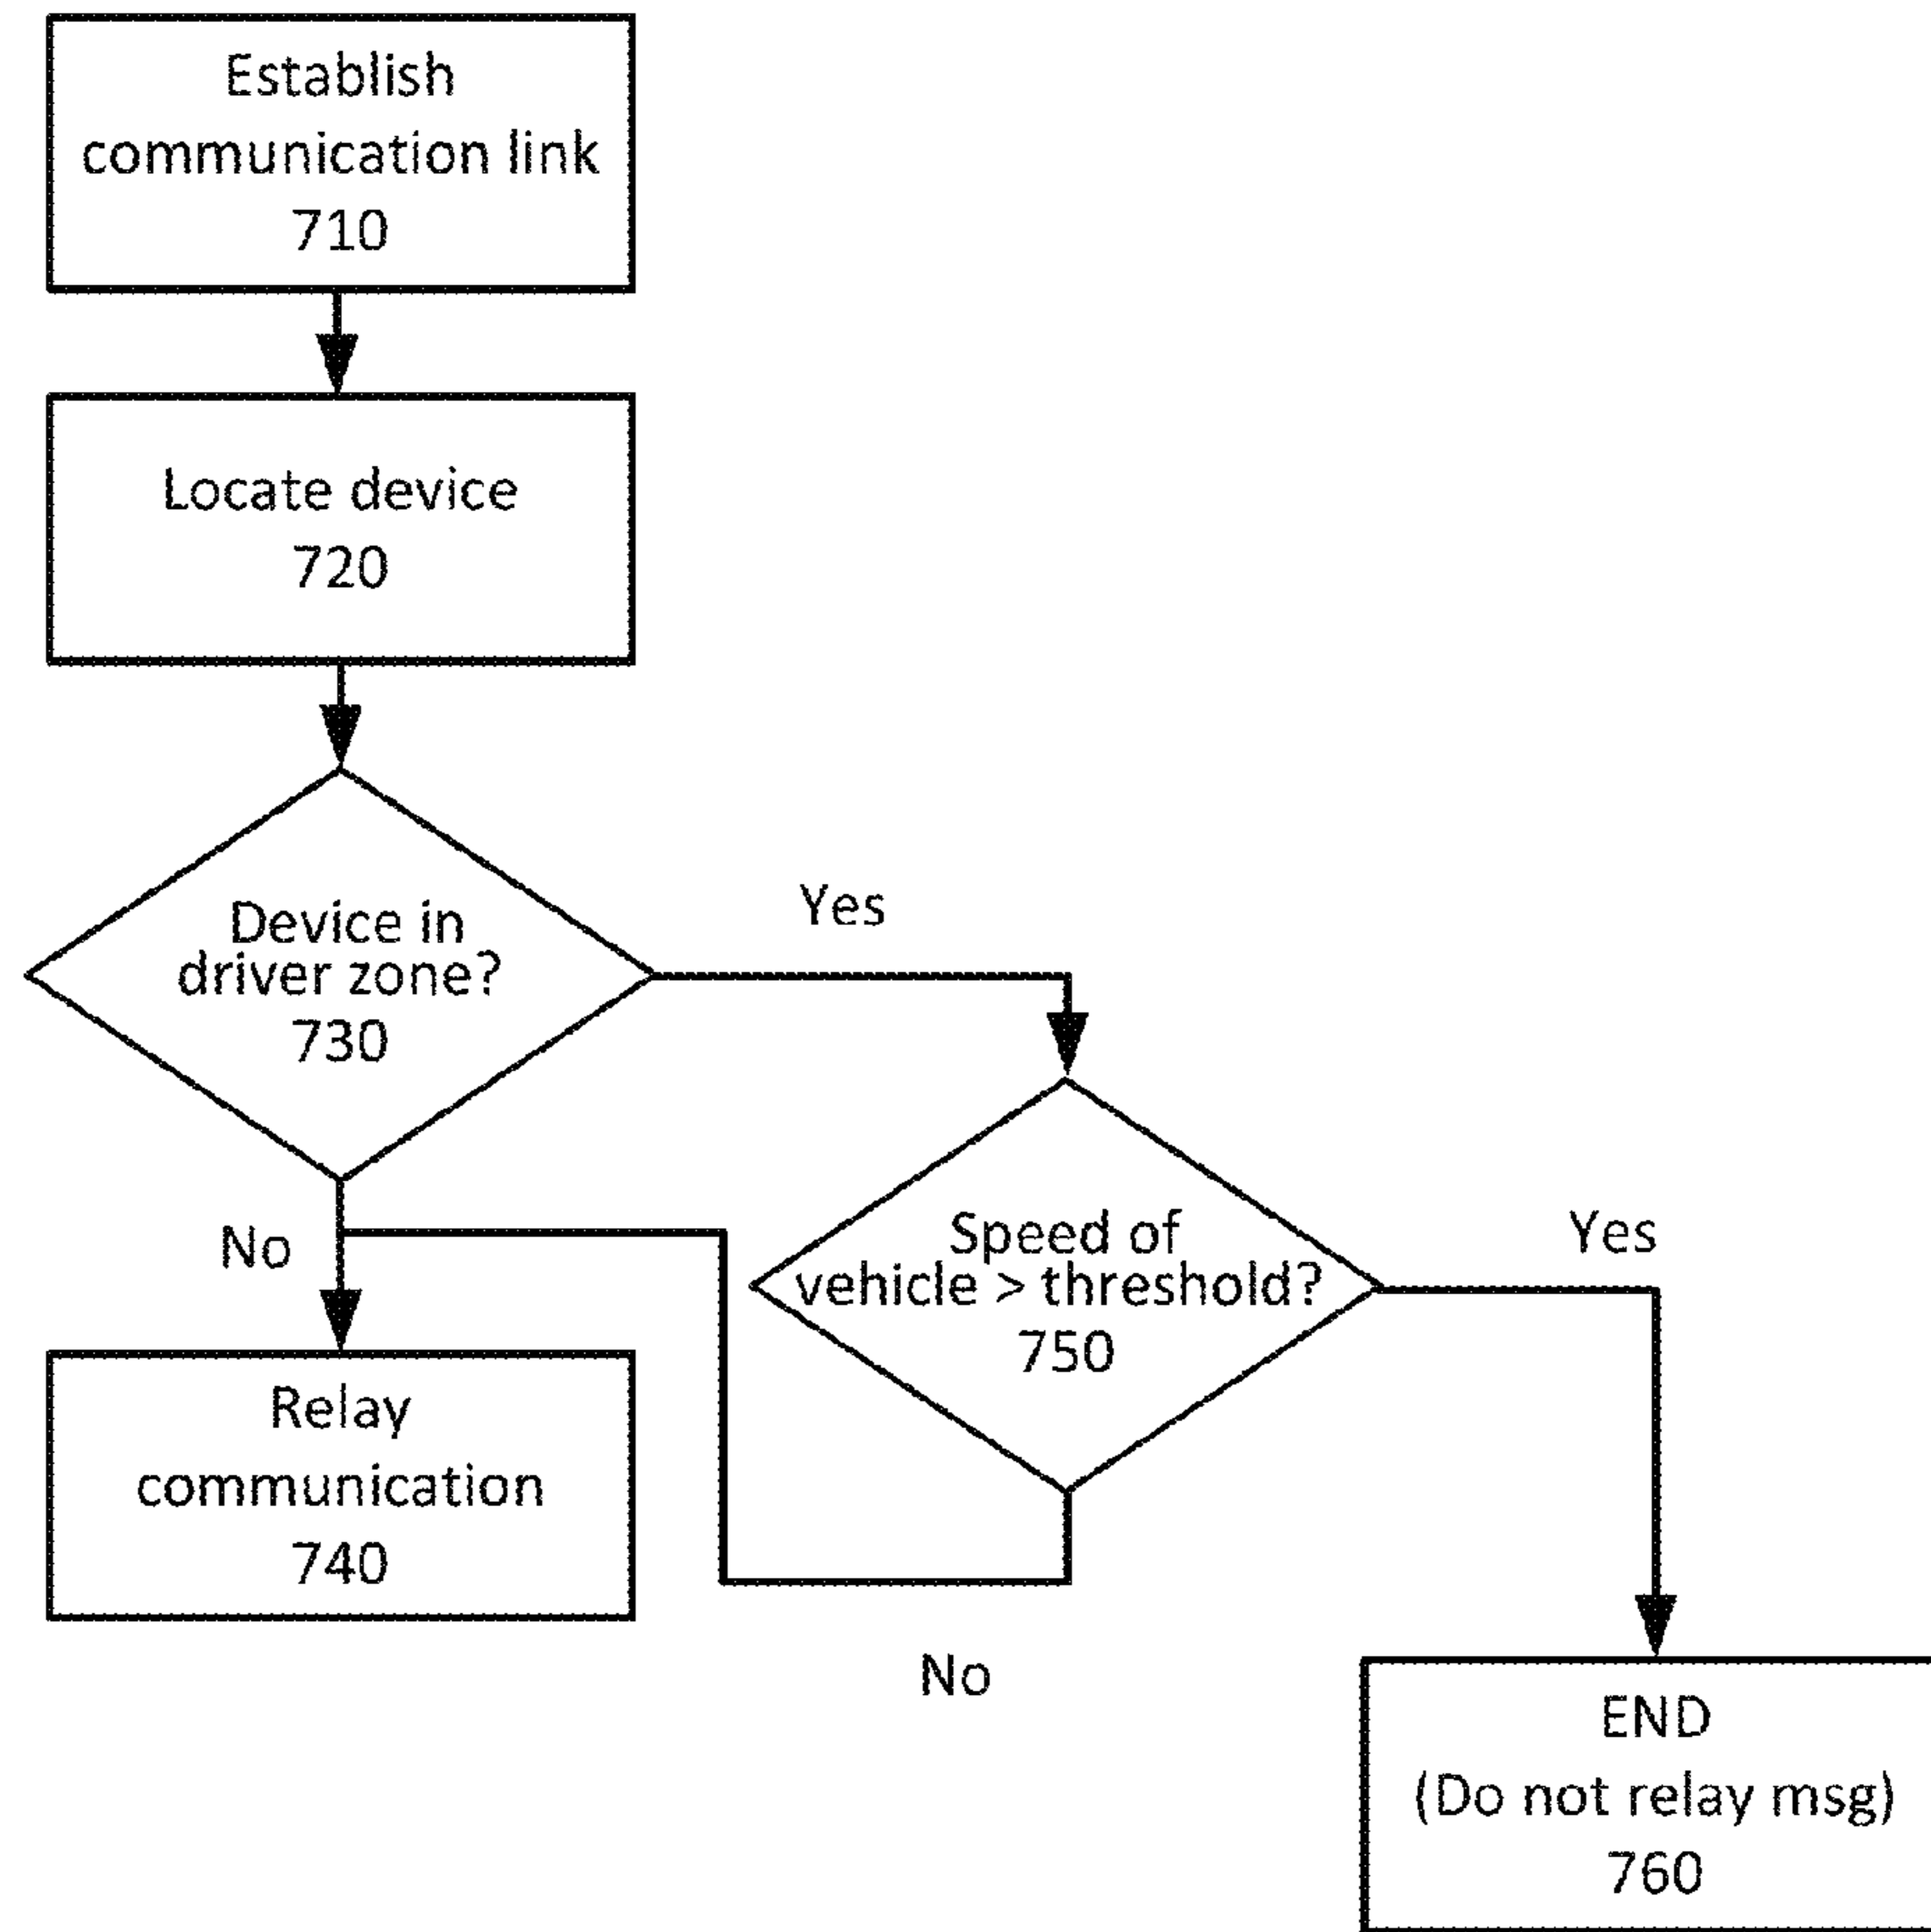 Establish
communication link
710
Locate device
720
Device in
driver zone?
730
Yes
No
Relay
communication
740
Speed of
vehicle > threshold?
750
Yes
No
END
(Do not relay msg)
760